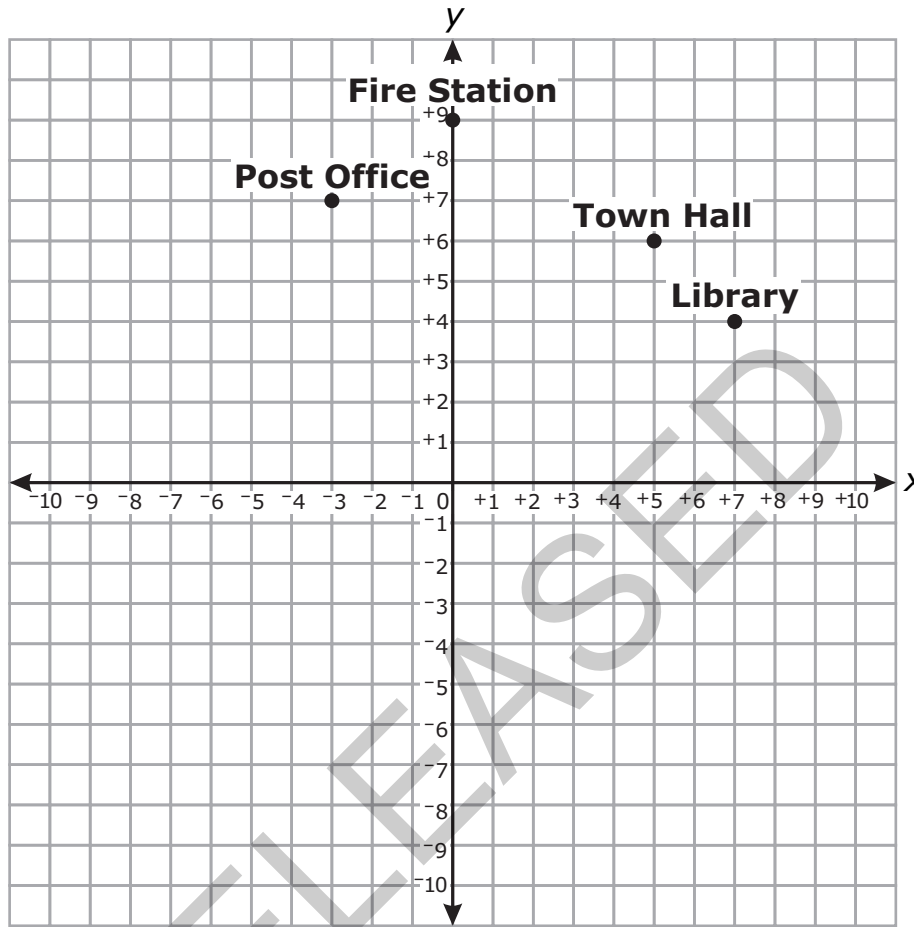 y
Fire Station
+9
+8
Post Office
+7
Town Hall
+6
+5
Library
+4
+3
+2
+1
x
-10 -9 -8 -7 -6 -5 -4 -3 -2 -1 0 +1 +2 +3 +4 +5 +6 +7 +8 +9 +10
-1
-2
-3
-4
-5
-6
-7
-8
-9
-10
ELEASED